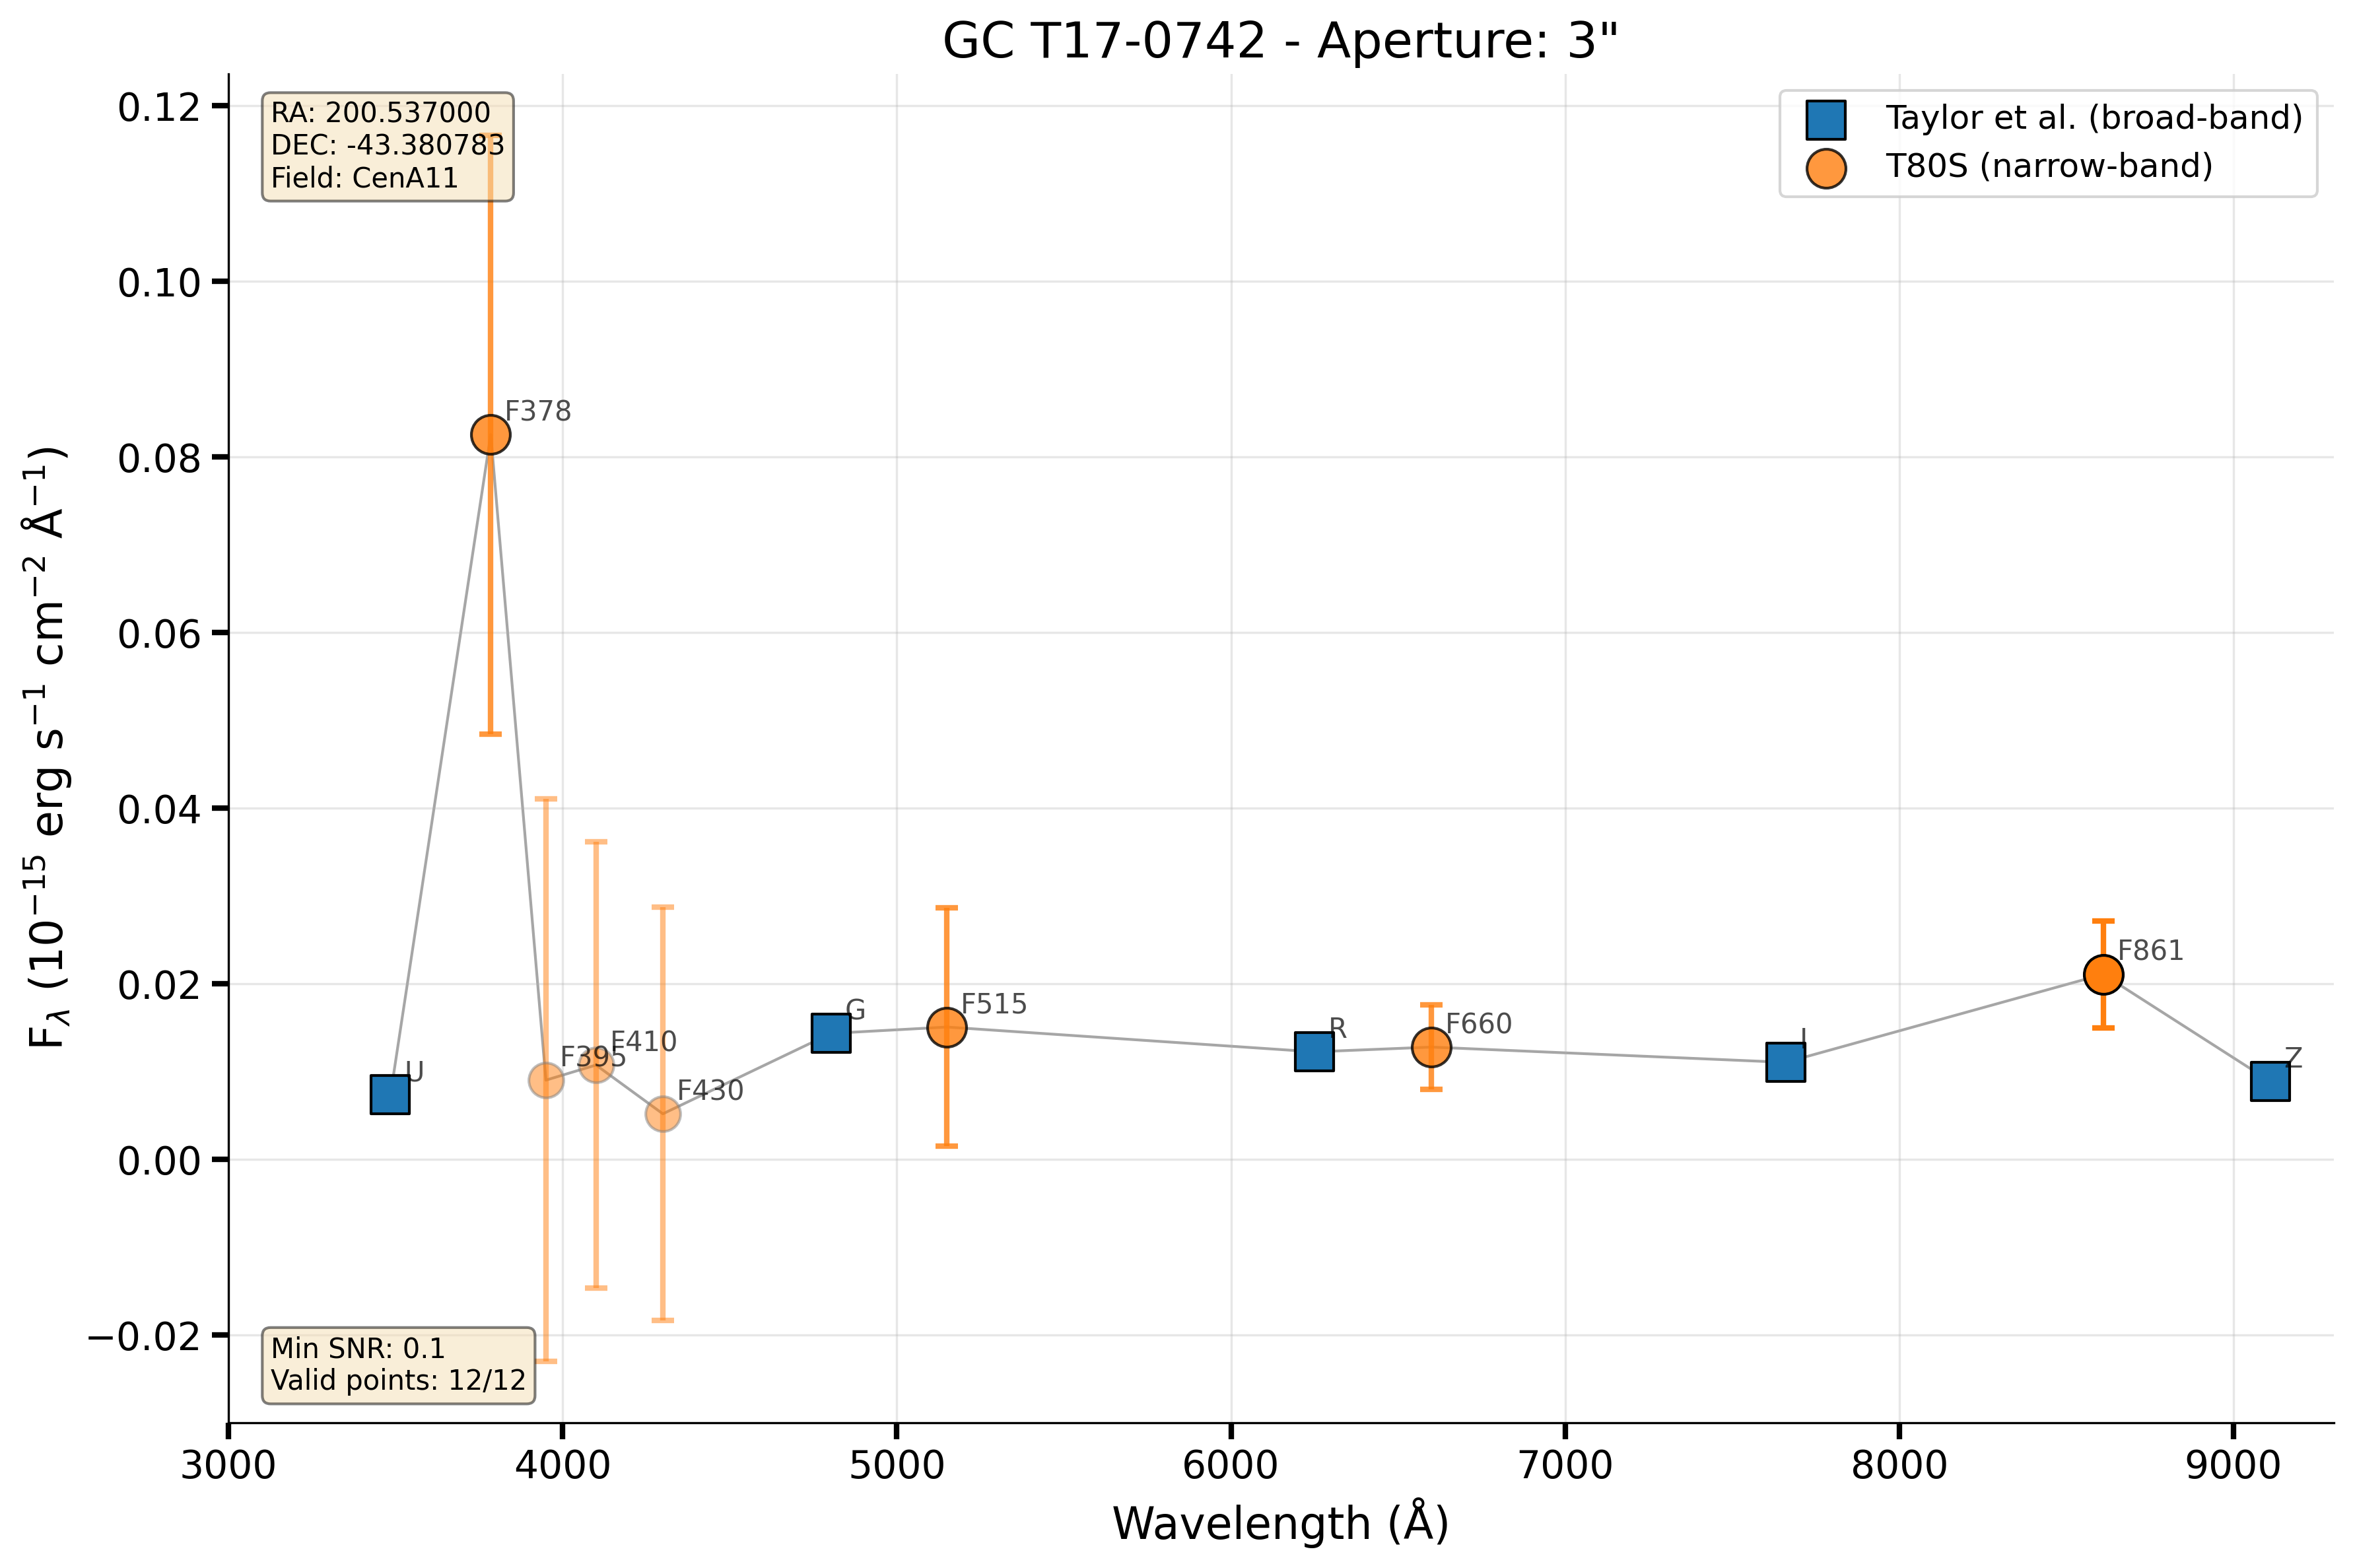 GC T17-0742 - Aperture: 3"
RA: 200.537000
DEC: -43.380783
Field: CenA11
Taylor et al. (broad-band)
T80S (narrow-band)
F$_{λ}$ (10$^{-15}$ erg s$^{-1}$ cm$^{-2}$ Å$^{-1}$)
0.12
0.10
0.08
0.06
0.04
0.02
0.00
−0.02
U
F378
F395
F410
F430
G
F515
R
F660
I
F861
Z
Min SNR: 0.1
Valid points: 12/12
3000 4000 5000 6000 7000 8000 9000
Wavelength (Å)